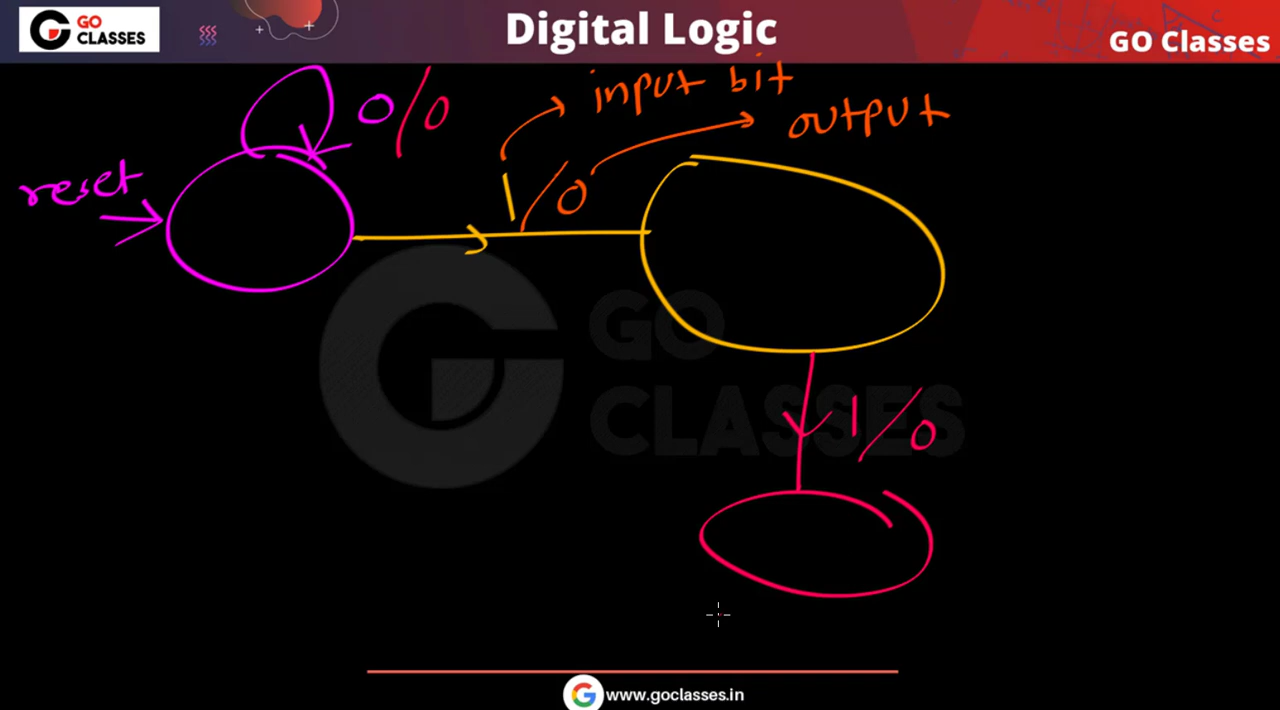 GO
CLASSES
Digital Logic
GO Classes
input bit
0/0
output
reset
1/0
GO
CLASSES
1/0
www.goclasses.in